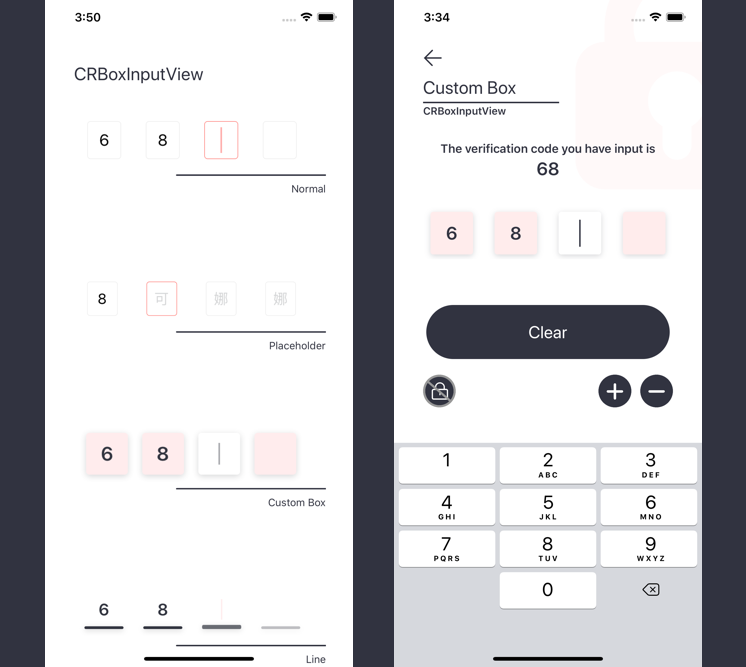 3:50
CRBoxInputView
6 8
Normal
8 可 娜 娜
Placeholder
6 8
Custom Box
6 8
Line
3:34
Custom Box
CRBoxInputView
The verification code you have input is
68
6 8
Clear
1 2 3
ABC DEF
4 5 6
GHI JKL MNO
7 8 9
PQRS TUV WXYZ
0